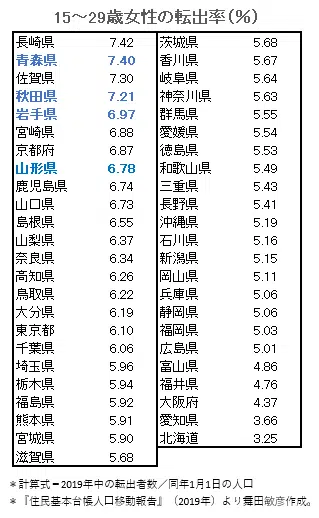 15～29歳女性の転出率(％)
長崎県 7.42
青森県 7.40
佐賀県 7.30
秋田県 7.21
岩手県 6.97
宮崎県 6.88
京都府 6.87
山形県 6.78
鹿児島県 6.74
山口県 6.73
島根県 6.55
山梨県 6.37
奈良県 6.34
高知県 6.26
鳥取県 6.22
大分県 6.19
東京都 6.10
千葉県 6.06
埼玉県 5.96
栃木県 5.94
福島県 5.92
熊本県 5.91
宮城県 5.90
滋賀県 5.68
茨城県 5.68
香川県 5.67
岐阜県 5.64
神奈川県 5.63
群馬県 5.55
愛媛県 5.54
徳島県 5.53
和歌山県 5.49
三重県 5.43
長野県 5.41
沖縄県 5.19
石川県 5.16
新潟県 5.15
岡山県 5.11
兵庫県 5.06
静岡県 5.06
福岡県 5.03
広島県 5.01
富山県 4.86
福井県 4.76
大阪府 4.37
愛知県 3.66
北海道 3.25
＊計算式＝2019年中の転出者数／同年1月1日の人口
＊『住民基本台帳人口移動報告』（2019年）より舞田敏彦作成。